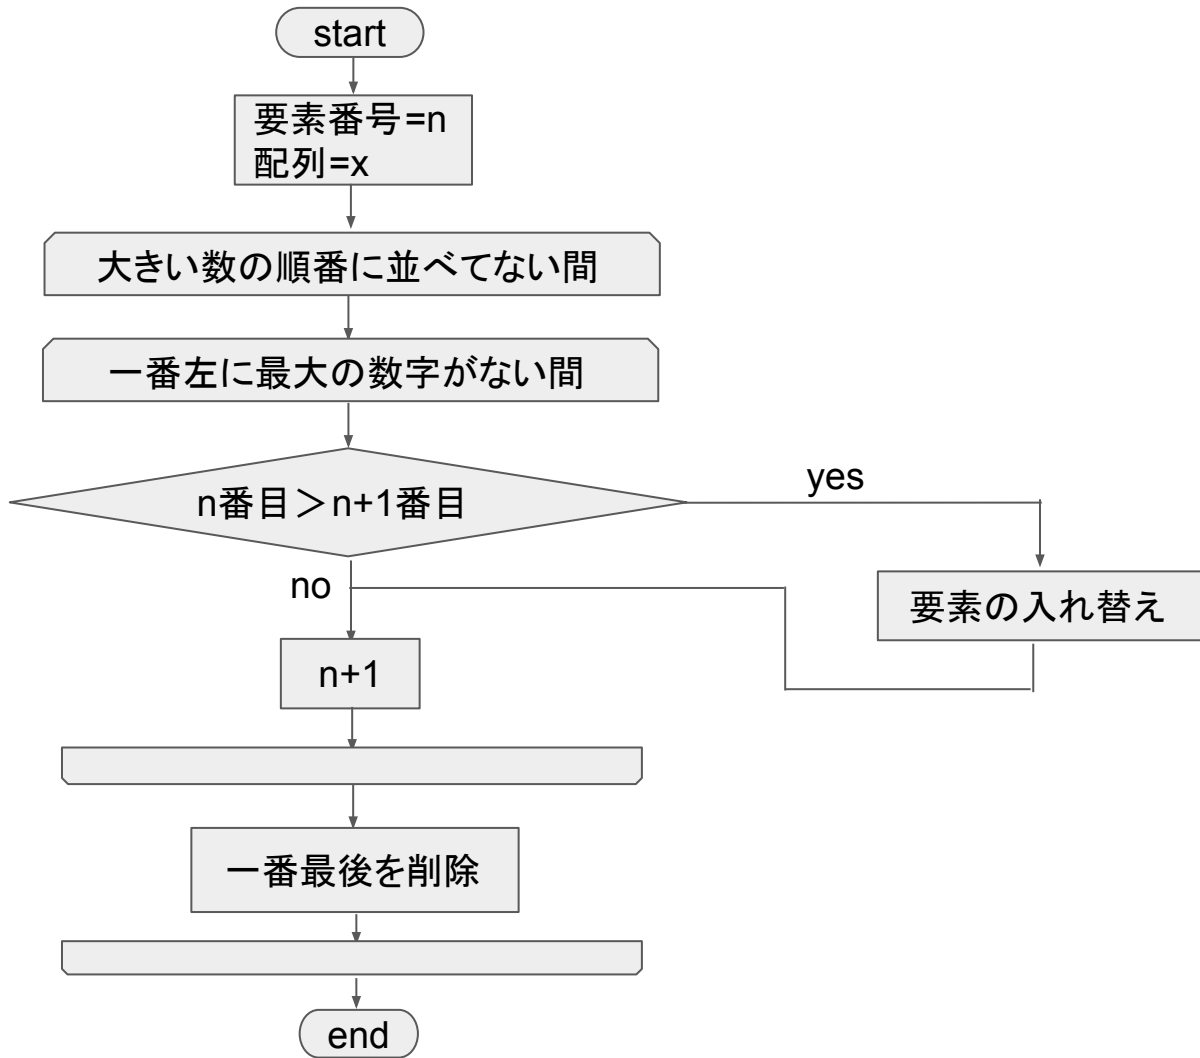 start
要素番号=n
配列=x
大きい数の順番に並べてない間
一番左に最大の数字がない間
n番目＞n+1番目
yes
no
要素の入れ替え
n+1
一番最後を削除
end